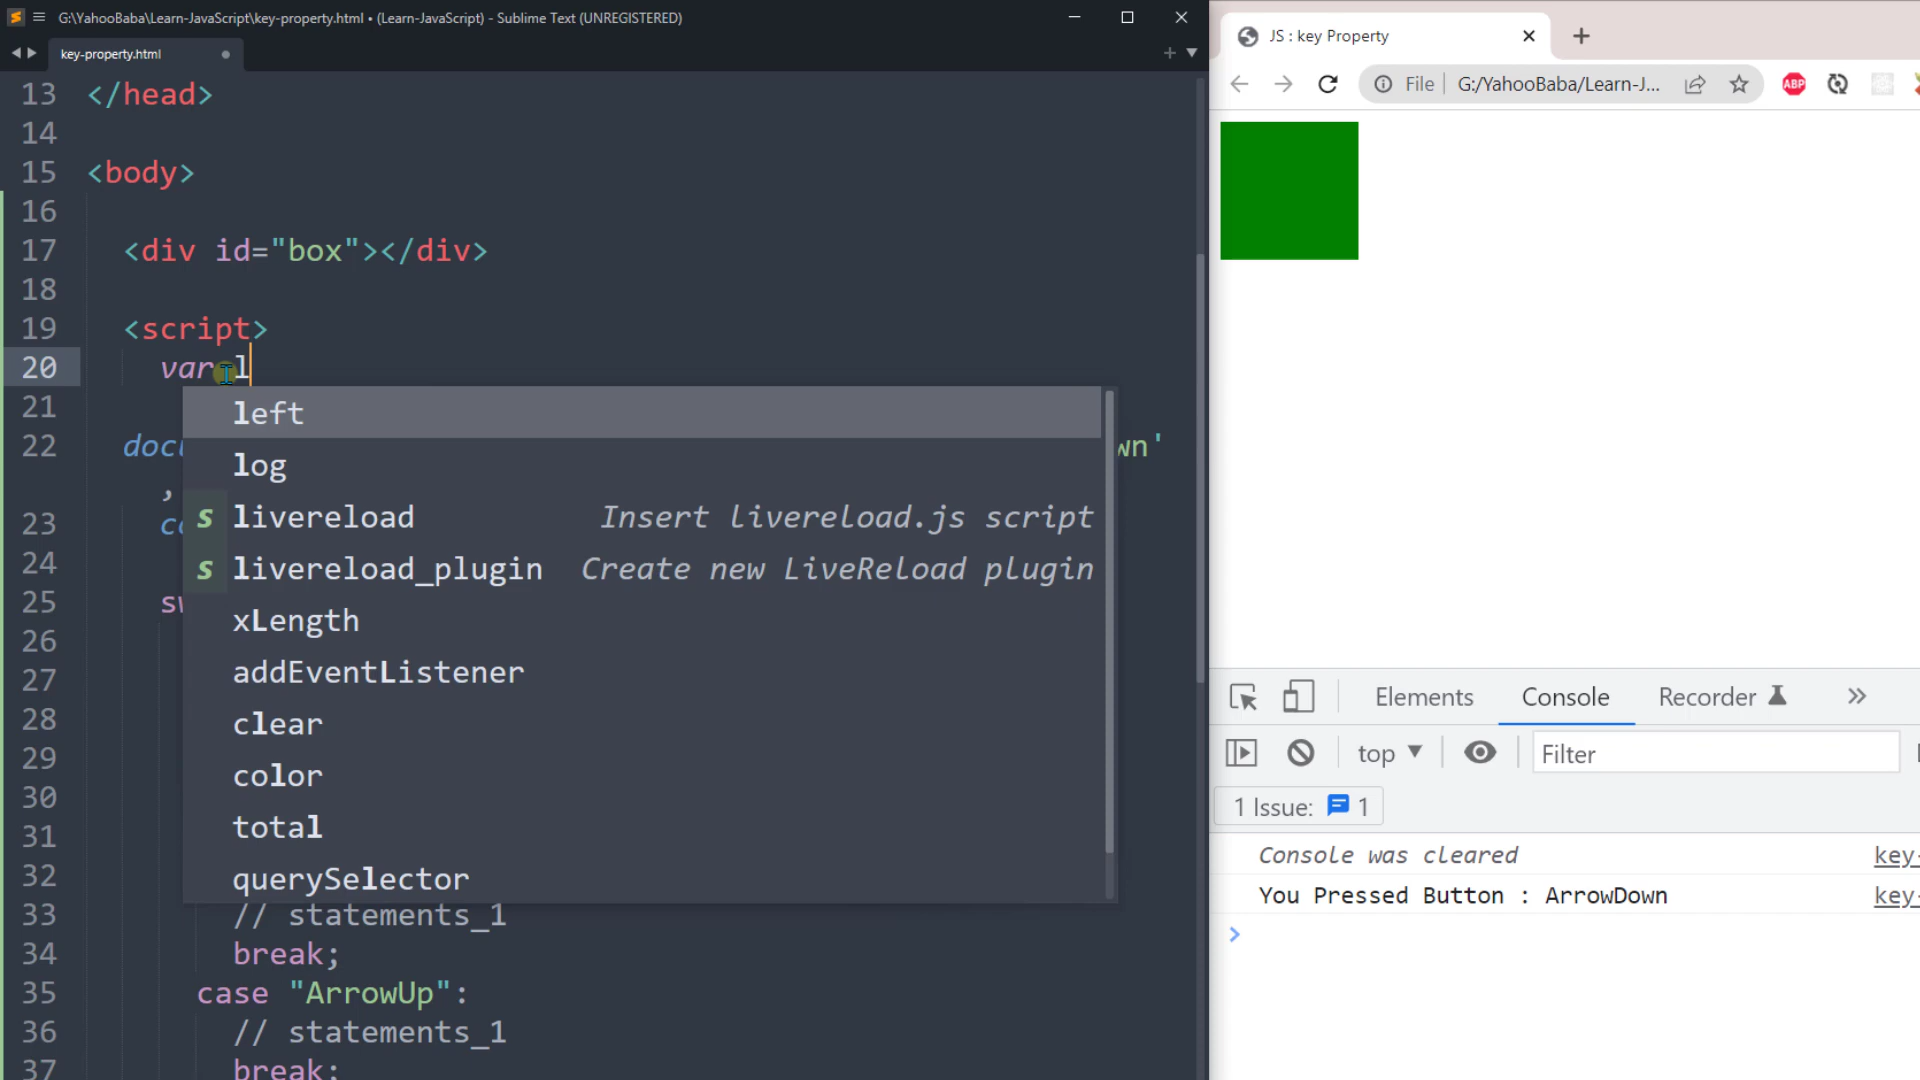 G:\YahooBaba\Learn-JavaScript\key-property.html • (Learn-JavaScript) - Sublime Text (UNREGISTERED)
key-property.html
13 </head>
14
15 <body>
16
17 <div id="box"></div>
18
19 <script>
20 var l
21
22 docu wn'
,
23 co
24
25 sw
26
27
28
29
30
31
32
33 // statements_1
34 break;
35 case "ArrowUp":
36 // statements_1
37 break;
left
log
s livereload Insert livereload.js script
s livereload_plugin Create new LiveReload plugin
xLength
addEventListener
clear
color
total
querySelector
JS : key Property
File G:/YahooBaba/Learn-J...
ABP
Elements Console Recorder
top Filter
1 Issue: 1
Console was cleared key-
You Pressed Button : ArrowDown key-